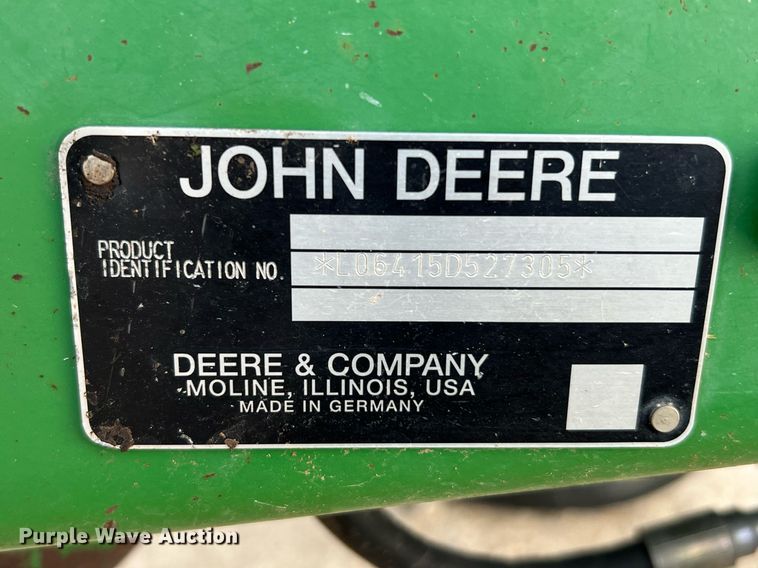 JOHN DEERE
PRODUCT
IDENTIFICATION NO.
*L06415D527305*
DEERE & COMPANY
MOLINE, ILLINOIS, USA
MADE IN GERMANY
Purple Wave Auction